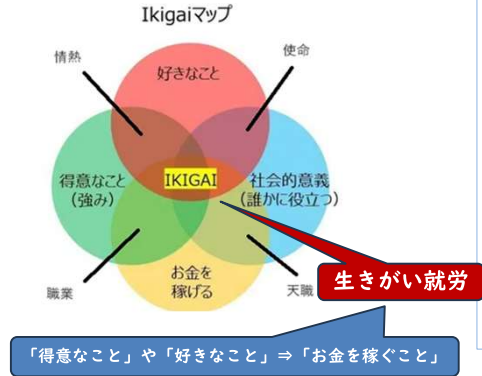 Ikigaiマップ
情熱
使命
好きなこと
得意なこと
(強み)
IKIGAI
社会的意義
(誰かに役立つ)
お金を
稼げる
職業
天職
生きがい就労
「得意なこと」や「好きなこと」⇒「お金を稼ぐこと」